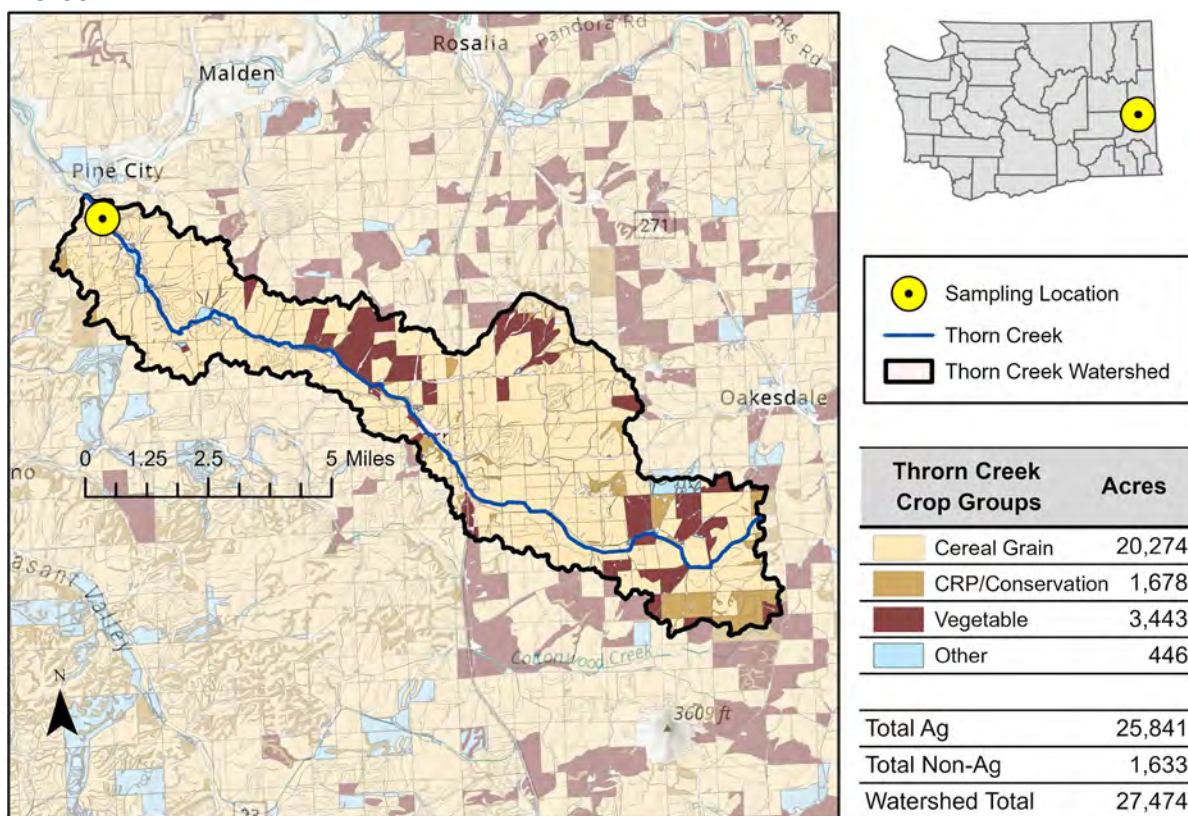 Rosalia
Pandora Rd
nks Rd
Malden
Pine City
271
Oakesdale
0 1.25 2.5 5 Miles
no
asant Valley
Cottonwood Creek
N
3609 ft
23
Sampling Location
Thorn Creek
Thorn Creek Watershed
Throrn Creek
Crop Groups
Acres
Cereal Grain 20,274
CRP/Conservation 1,678
Vegetable 3,443
Other 446
Total Ag 25,841
Total Non-Ag 1,633
Watershed Total 27,474